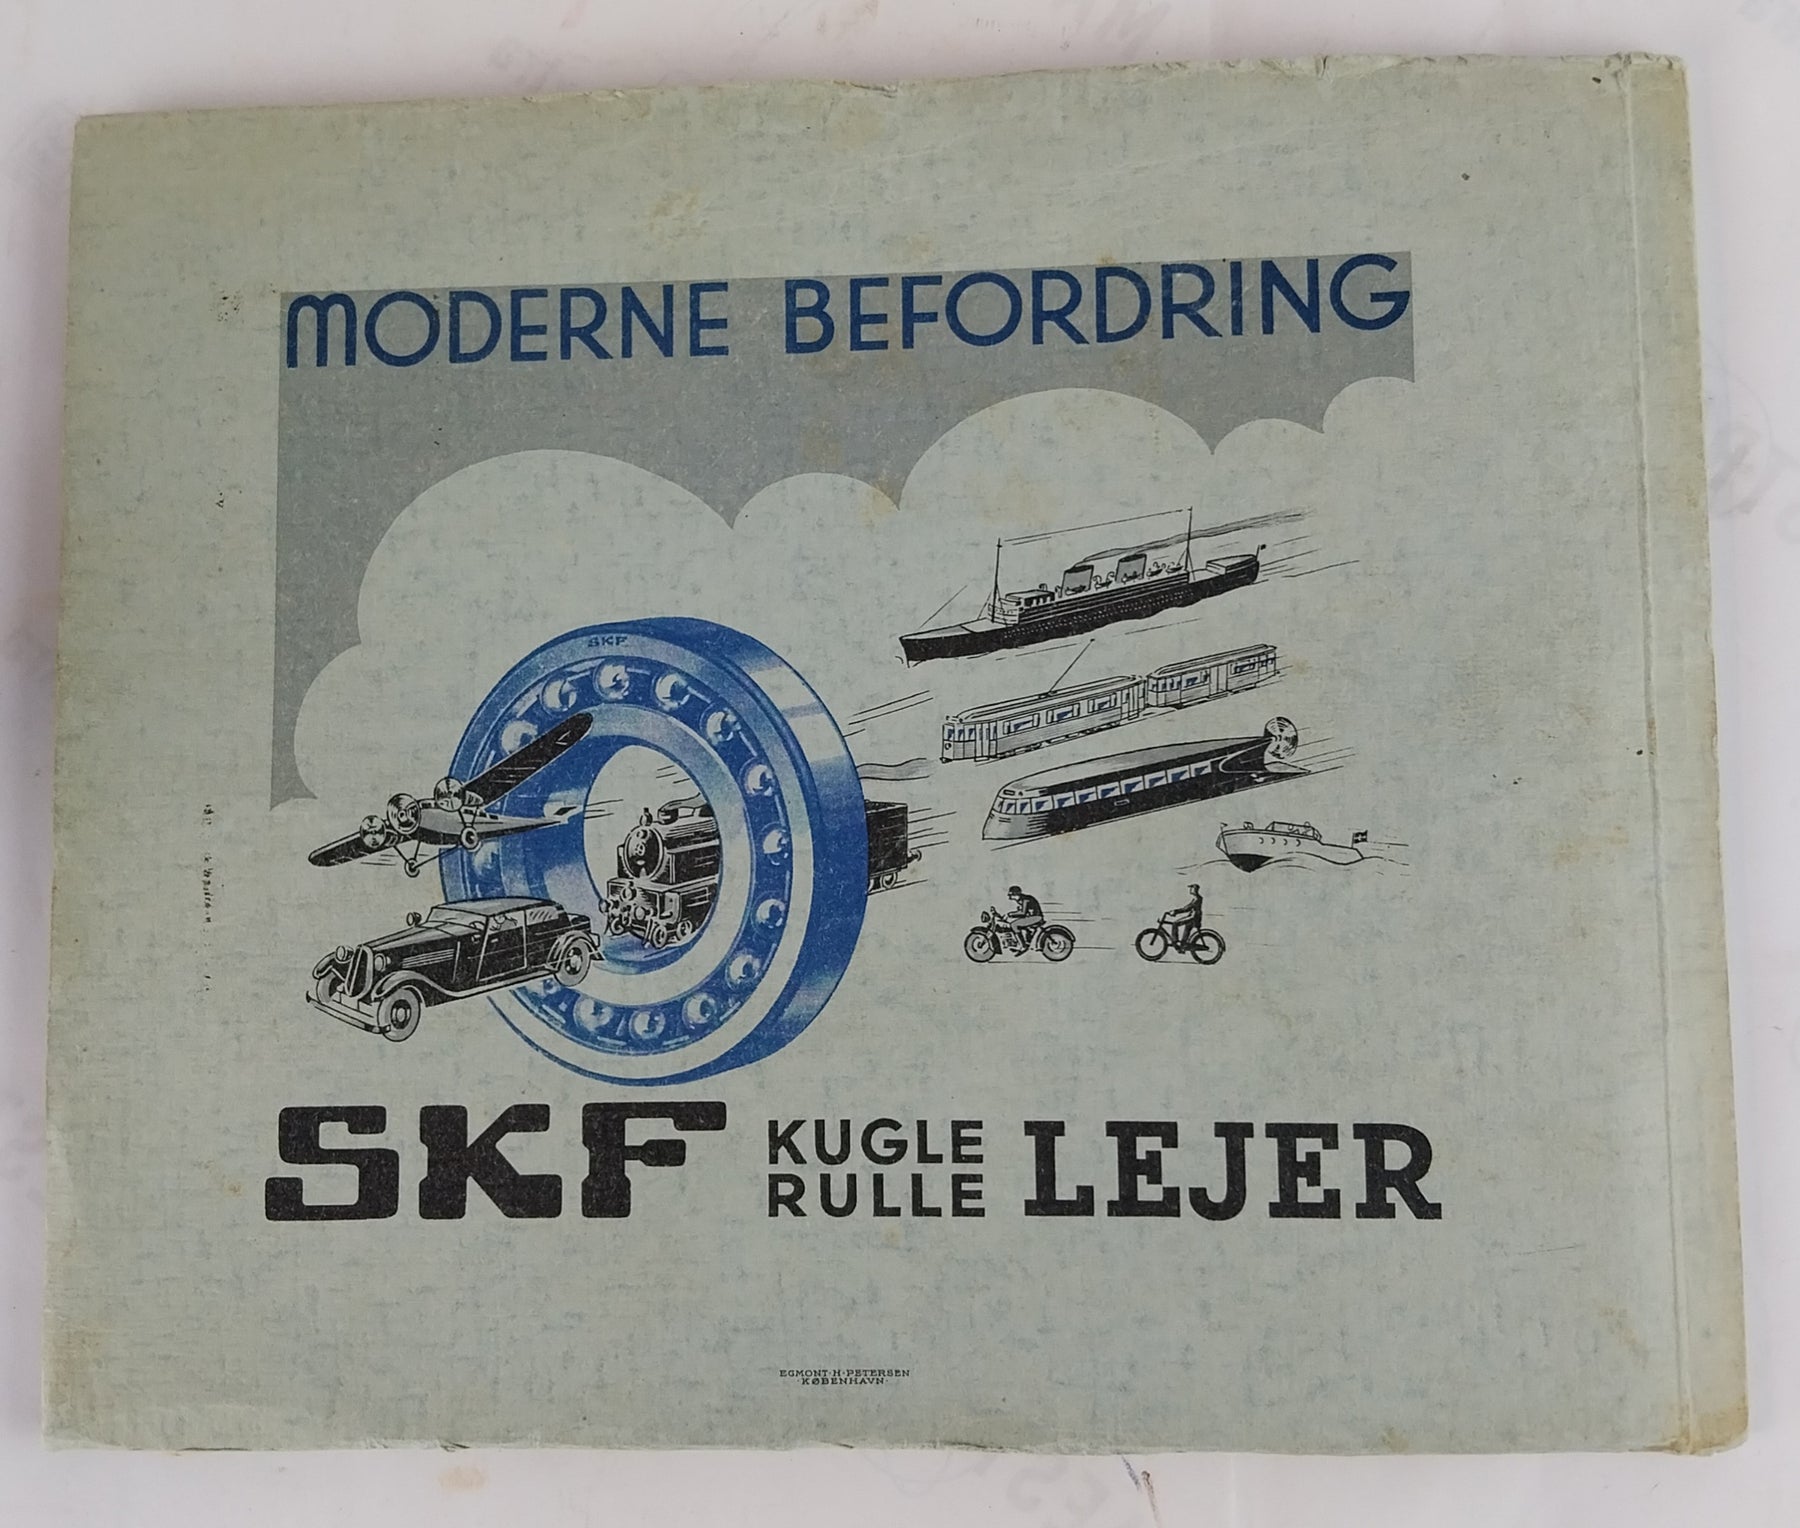 MODERNE BEFORDRING
SKF
SKF KUGLE RULLE LEJER
EGMONT·H·PETERSEN
·KØBENHAVN·